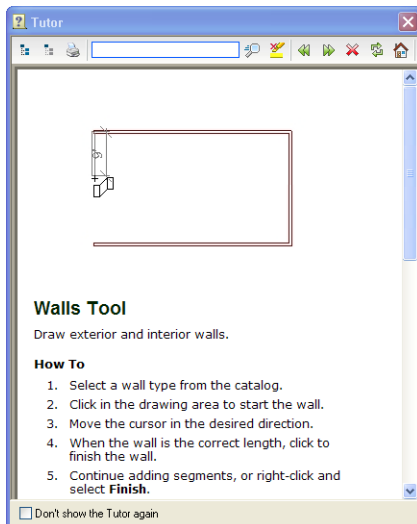 Tutor
9'
Walls Tool
Draw exterior and interior walls.
How To
1. Select a wall type from the catalog.
2. Click in the drawing area to start the wall.
3. Move the cursor in the desired direction.
4. When the wall is the correct length, click to
finish the wall.
5. Continue adding segments, or right-click and
select Finish.
Don't show the Tutor again